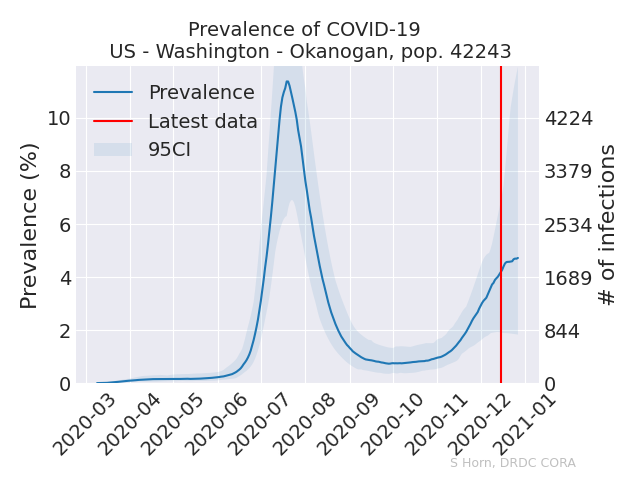 Prevalence of COVID-19
US - Washington - Okanogan, pop. 42243
Prevalence
Latest data
95CI
Prevalence (%)
10
8
6
4
2
0
4224
3379
2534
1689
844
0
# of infections
2020-03
2020-04
2020-05
2020-06
2020-07
2020-08
2020-09
2020-10
2020-11
2020-12
2021-01
S Horn, DRDC CORA